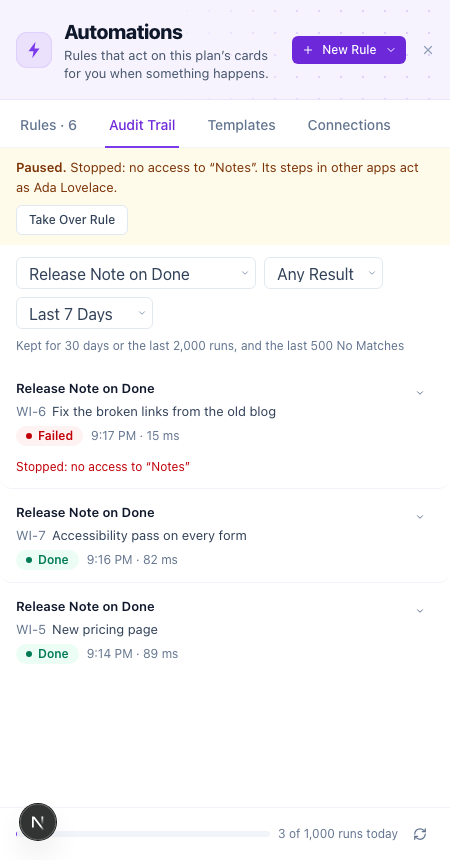 Automations
Rules that act on this plan’s cards
for you when something happens.
+ New Rule
Rules · 6
Audit Trail
Templates
Connections
Paused. Stopped: no access to “Notes”. Its steps in other apps act
as Ada Lovelace.
Take Over Rule
Release Note on Done
Any Result
Last 7 Days
Kept for 30 days or the last 2,000 runs, and the last 500 No Matches
Release Note on Done
WI-6 Fix the broken links from the old blog
Failed 9:17 PM · 15 ms
Stopped: no access to “Notes”
Release Note on Done
WI-7 Accessibility pass on every form
Done 9:16 PM · 82 ms
Release Note on Done
WI-5 New pricing page
Done 9:14 PM · 89 ms
N
3 of 1,000 runs today